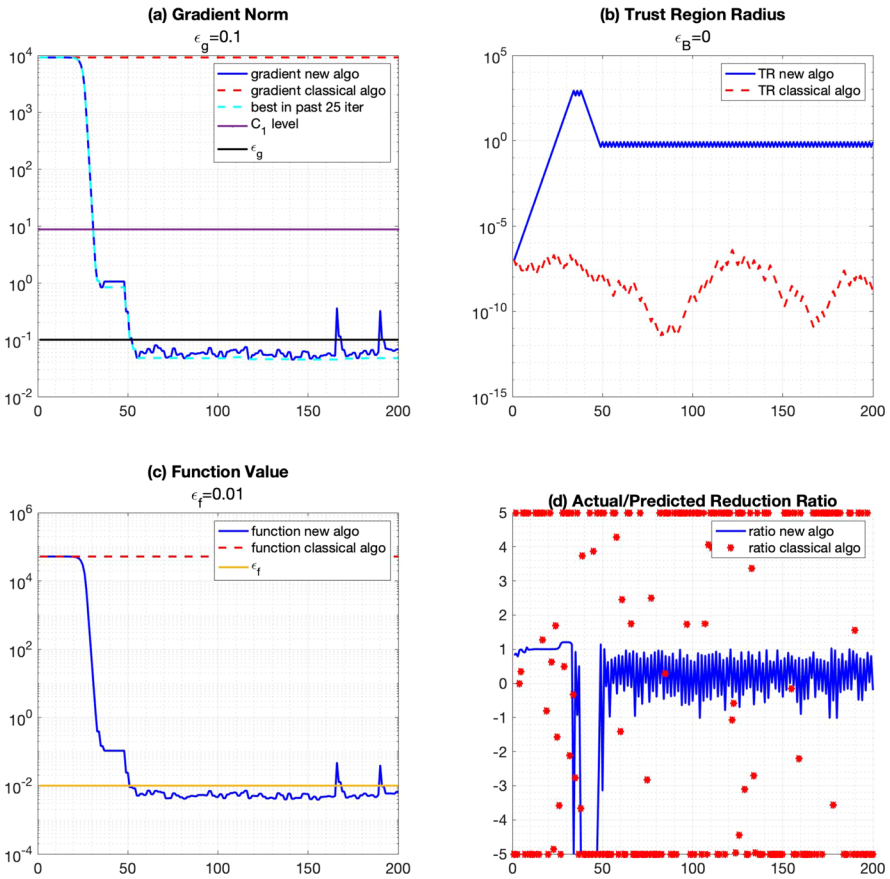 (a) Gradient Norm
ϵg=0.1
10^4
10^3
10^2
10^1
10^0
10^-1
10^-2
0
50
100
150
200
gradient new algo
gradient classical algo
best in past 25 iter
C1 level
ϵg
(b) Trust Region Radius
ϵB=0
10^5
10^0
10^-5
10^-10
10^-15
0
50
100
150
200
TR new algo
TR classical algo
(c) Function Value
ϵf=0.01
10^6
10^4
10^2
10^0
10^-2
10^-4
0
50
100
150
200
function new algo
function classical algo
ϵf
(d) Actual/Predicted Reduction Ratio
5
4
3
2
1
0
-1
-2
-3
-4
-5
0
50
100
150
200
ratio new algo
ratio classical algo